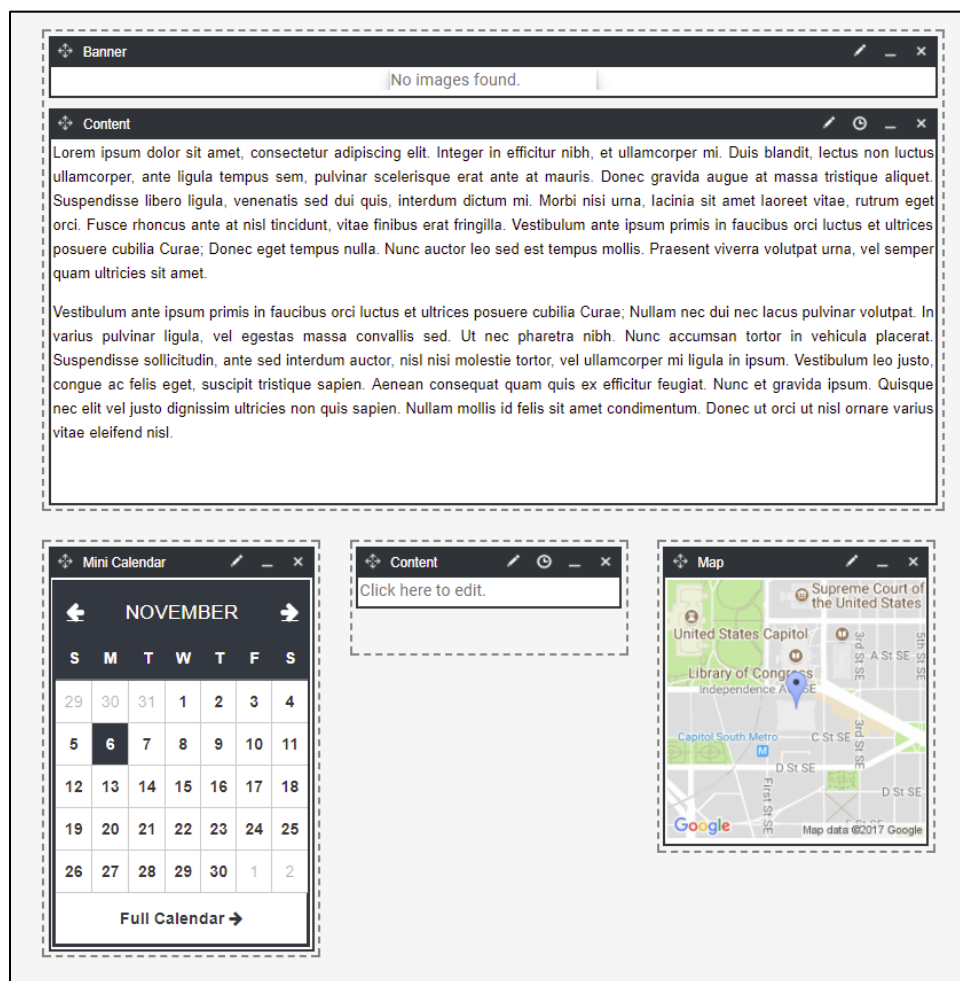 Banner
No images found.
Content
Lorem ipsum dolor sit amet, consectetur adipiscing elit. Integer in efficitur nibh, et ullamcorper mi. Duis blandit, lectus non luctus
ullamcorper, ante ligula tempus sem, pulvinar scelerisque erat ante at mauris. Donec gravida augue at massa tristique aliquet.
Suspendisse libero ligula, venenatis sed dui quis, interdum dictum mi. Morbi nisi urna, lacinia sit amet laoreet vitae, rutrum eget
orci. Fusce rhoncus ante at nisl tincidunt, vitae finibus erat fringilla. Vestibulum ante ipsum primis in faucibus orci luctus et ultrices
posuere cubilia Curae; Donec eget tempus nulla. Nunc auctor leo sed est tempus mollis. Praesent viverra volutpat urna, vel semper
quam ultricies sit amet.
Vestibulum ante ipsum primis in faucibus orci luctus et ultrices posuere cubilia Curae; Nullam nec dui nec lacus pulvinar volutpat. In
varius pulvinar ligula, vel egestas massa convallis sed. Ut nec pharetra nibh. Nunc accumsan tortor in vehicula placerat.
Suspendisse sollicitudin, ante sed interdum auctor, nisl nisi molestie tortor, vel ullamcorper mi ligula in ipsum. Vestibulum leo justo,
congue ac felis eget, suscipit tristique sapien. Aenean consequat quam quis ex efficitur feugiat. Nunc et gravida ipsum. Quisque
nec elit vel justo dignissim ultricies non quis sapien. Nullam mollis id felis sit amet condimentum. Donec ut orci ut nisl ornare varius
vitae eleifend nisl.
Mini Calendar
NOVEMBER
S M T W T F S
29 30 31 1 2 3 4
5 6 7 8 9 10 11
12 13 14 15 16 17 18
19 20 21 22 23 24 25
26 27 28 29 30 1 2
Full Calendar
Content
Click here to edit.
Map
Supreme Court of
the United States
United States Capitol
3rd St SE
5th St SE
A St SE
Library of Congress
Independence Ave SE
Capitol South Metro
M
C St SE
3rd St SE
D St SE
First St SE
D St SE
Google
Map data ©2017 Google